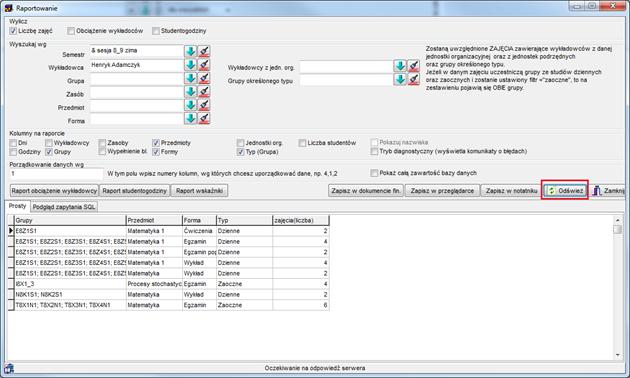 Raportowanie
Wylicz
Liczbę zajęć Obciążenie wykładowców Studentogodziny
Wyszukaj wg
Semestr & sesja 8_9 zima
Wykładowca Henryk Adamczyk Wykładowcy z jedn. org.
Grupa Grupy określonego typu
Zasób
Przedmiot
Forma
Zostaną uwzględnione ZAJĘCIA zawierające wykładowców z danej
jednostki organizacyjnej oraz z jednostek podrzędnych
oraz grupy określonego typu.
Jeżeli w danym zajęciu uczestniczą grupy ze studiów dziennych
oraz zaocznych i zostanie ustawiony filtr ="zaoczne", to na
zestawieniu pojawią się OBIE grupy.
Kolumny na raporcie
Dni Wykładowcy Zasoby Przedmioty Jednostki org. Liczba studentów Pokazuj nazwiska
Godziny Grupy Wypełnienie bl. Formy Typ (Grupa) Tryb diagnostyczny (wyświetla komunikaty o błędach)
Porządkowanie danych wg
1 W tym polu wpisz numery kolumn, wg których chcesz uporządkować dane, np. 4,1,2 Pokaż całą zawartość bazy danych
Raport obciążenie wykładowcy Raport studentogodziny Raport wskaźniki Zapisz w dokumencie fin. Zapisz w przeglądarce Zapisz w notatniku Odśwież Zamknij
Prosty Podgląd zapytania SQL
Grupy Przedmiot Forma Typ zajęcia(liczba)
E8Z1S1 Matematyka 1 Ćwiczenia Dzienne 2
E8Z1S1; E8Z2S1; E8Z3S1; E8Z4S1; E8Z5 Matematyka 1 Egzamin Dzienne 4
E8Z1S1; E8Z2S1; E8Z3S1; E8Z4S1; E8Z5 Matematyka 1 Egzamin pop Dzienne 2
E8Z1S1; E8Z2S1; E8Z3S1; E8Z4S1; E8Z5 Matematyka 1 Wykład Dzienne 4
E8Z1S1; E8Z2S1; E8Z3S1; E8Z4S1; E8Z5 Matematyka Wykład Dzienne 2
I8X1_3 Procesy stochastyc Egzamin Zaoczne 4
N8K1S1; N8K2S1 Matematyka Wykład Dzienne 2
T8X1N1; T8X2N1; T8X3N1; T8X4N1 Matematyka Egzamin Zaoczne 6
Oczekiwanie na odpowiedź serwera